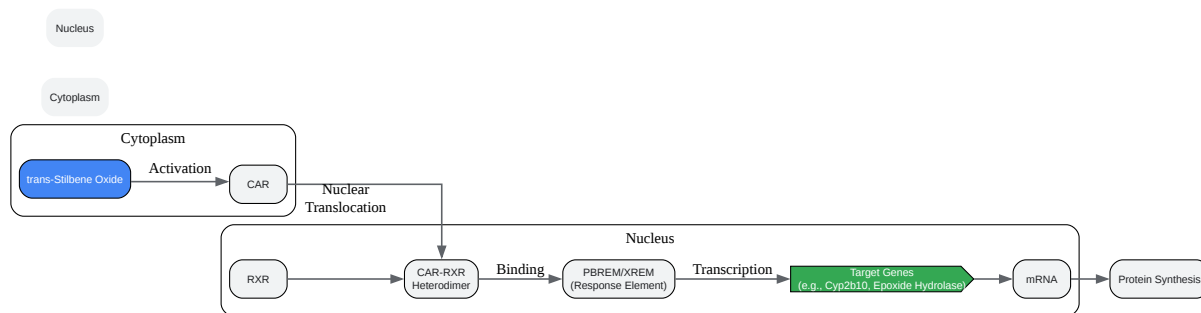 Nucleus
Cytoplasm
Cytoplasm
trans-Stilbene Oxide
Activation
CAR
Nuclear
Translocation
Nucleus
RXR
CAR-RXR
Heterodimer
Binding
PBREM/XREM
(Response Element)
Transcription
Target Genes
(e.g., Cyp2b10, Epoxide Hydrolase)
mRNA
Protein Synthesis